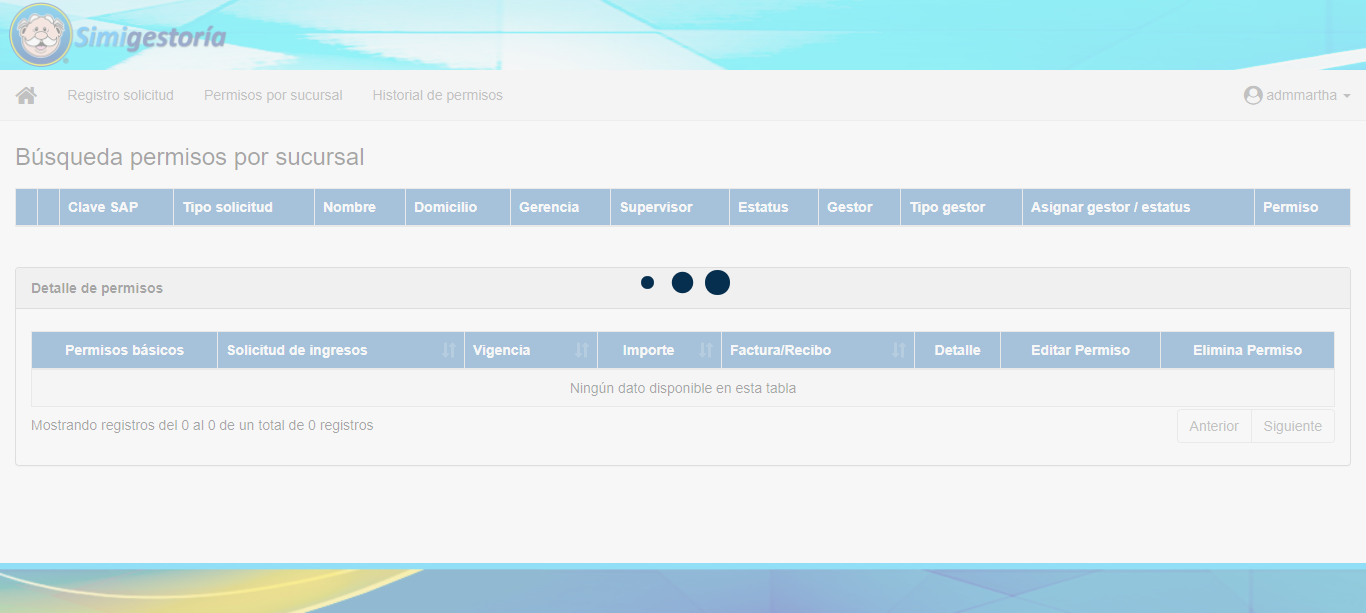 Simigestoría
Registro solicitud Permisos por sucursal Historial de permisos admmartha
Búsqueda permisos por sucursal
Clave SAP Tipo solicitud Nombre Domicilio Gerencia Supervisor Estatus Gestor Tipo gestor Asignar gestor / estatus Permiso
Detalle de permisos
Permisos básicos Solicitud de ingresos Vigencia Importe Factura/Recibo Detalle Editar Permiso Elimina Permiso
Ningún dato disponible en esta tabla
Mostrando registros del 0 al 0 de un total de 0 registros Anterior Siguiente